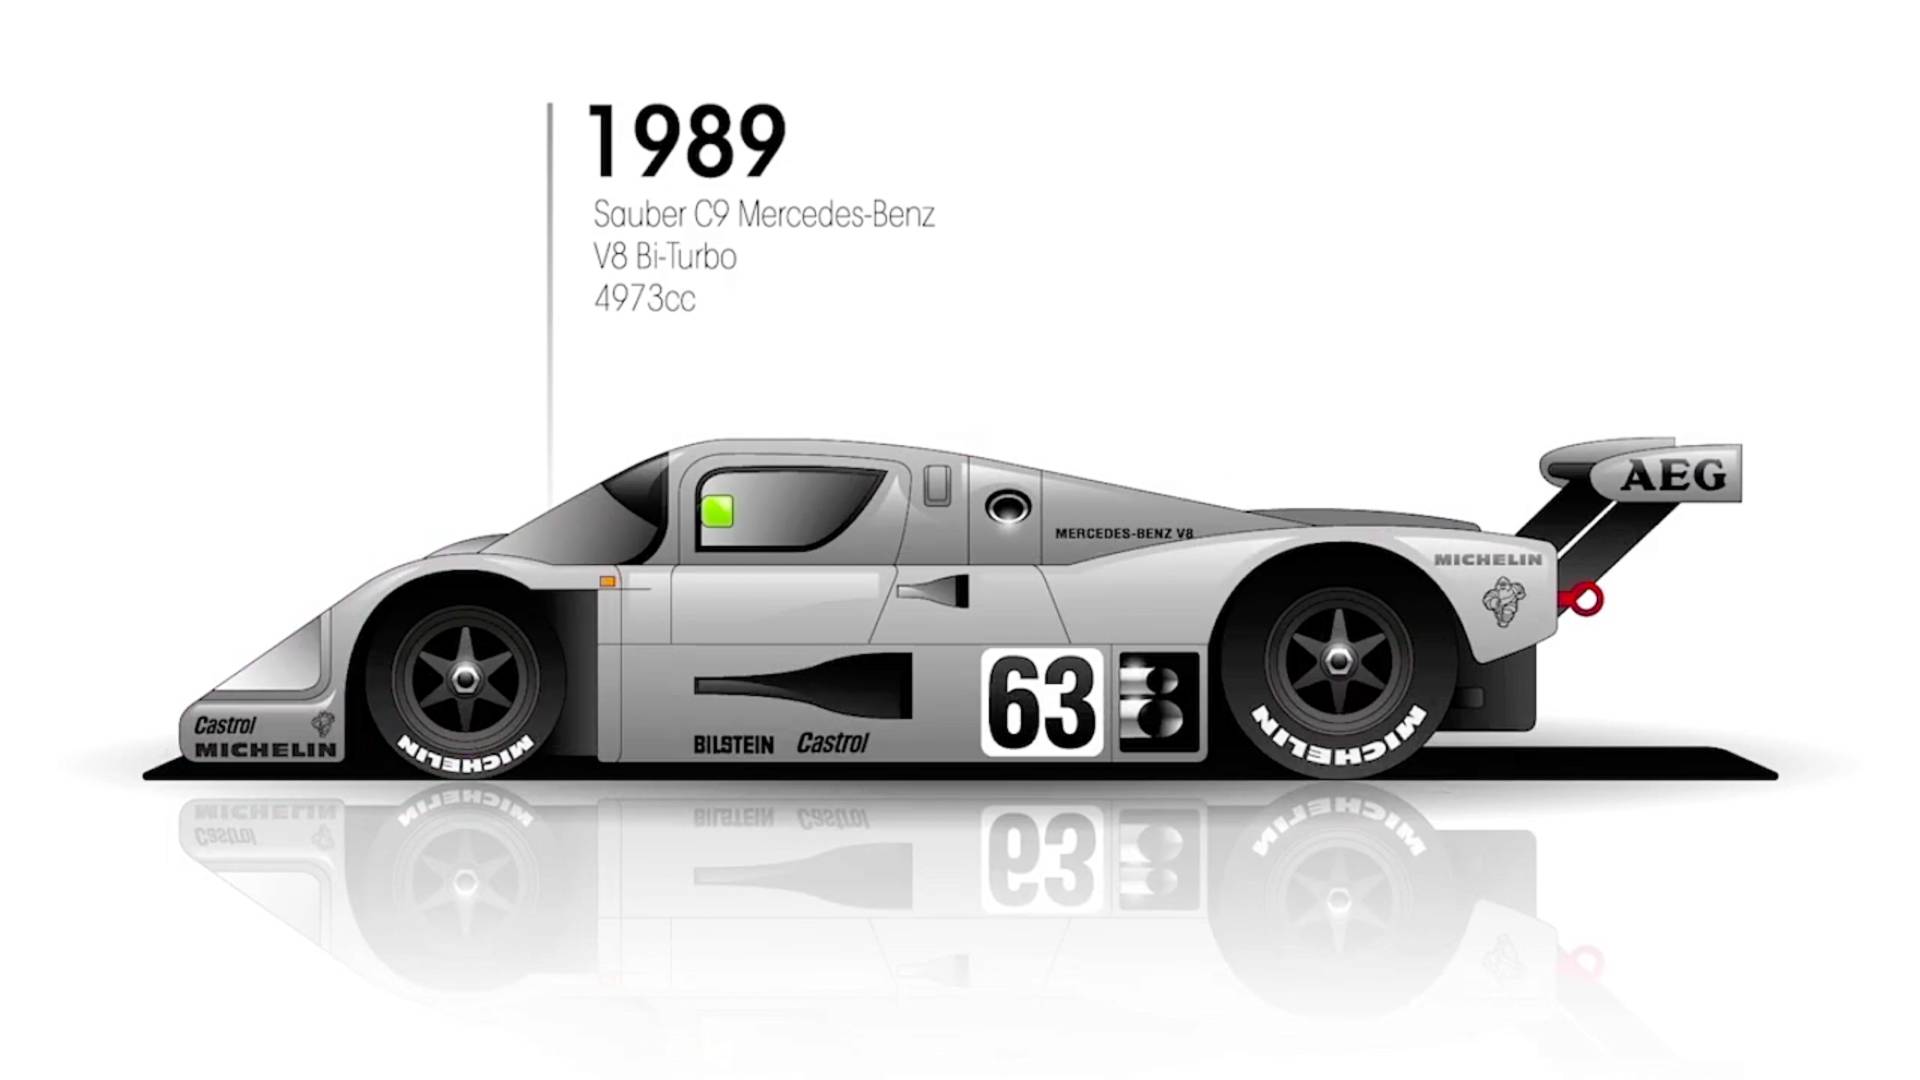 1989
Sauber C9 Mercedes-Benz
V8 Bi-Turbo
4973cc
AEG
MERCEDES-BENZ V8
MICHELIN
63
Castrol
MICHELIN
BILSTEIN Castrol
MICHELIN
MICHELIN